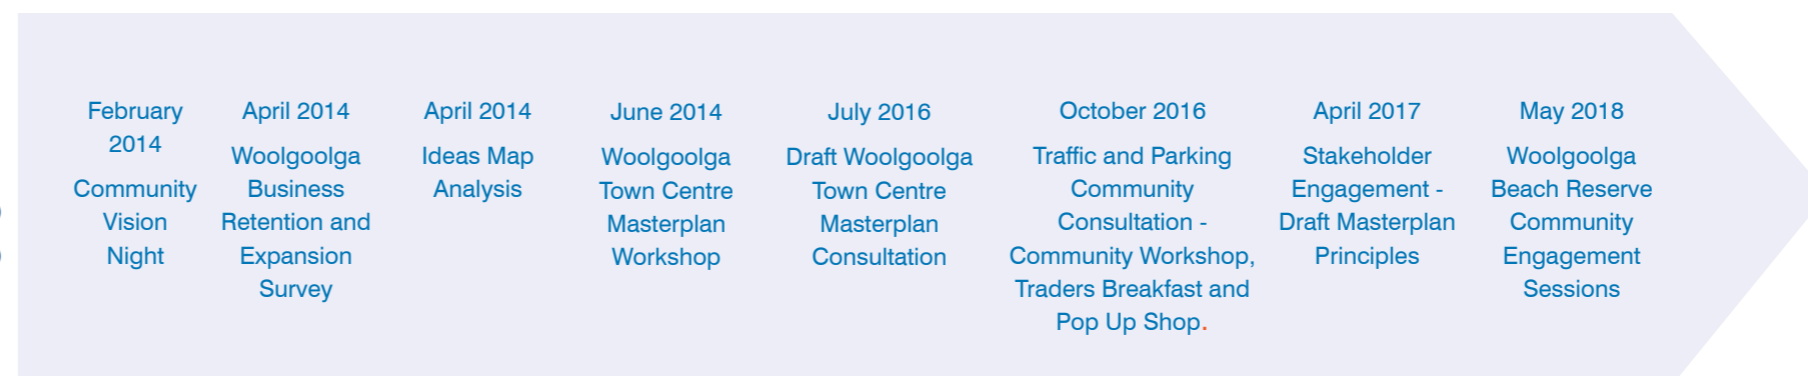 February
2014
Community
Vision
Night
April 2014
Woolgoolga
Business
Retention and
Expansion
Survey
April 2014
Ideas Map
Analysis
June 2014
Woolgoolga
Town Centre
Masterplan
Workshop
July 2016
Draft Woolgoolga
Town Centre
Masterplan
Consultation
October 2016
Traffic and Parking
Community
Consultation -
Community Workshop,
Traders Breakfast and
Pop Up Shop.
April 2017
Stakeholder
Engagement -
Draft Masterplan
Principles
May 2018
Woolgoolga
Beach Reserve
Community
Engagement
Sessions